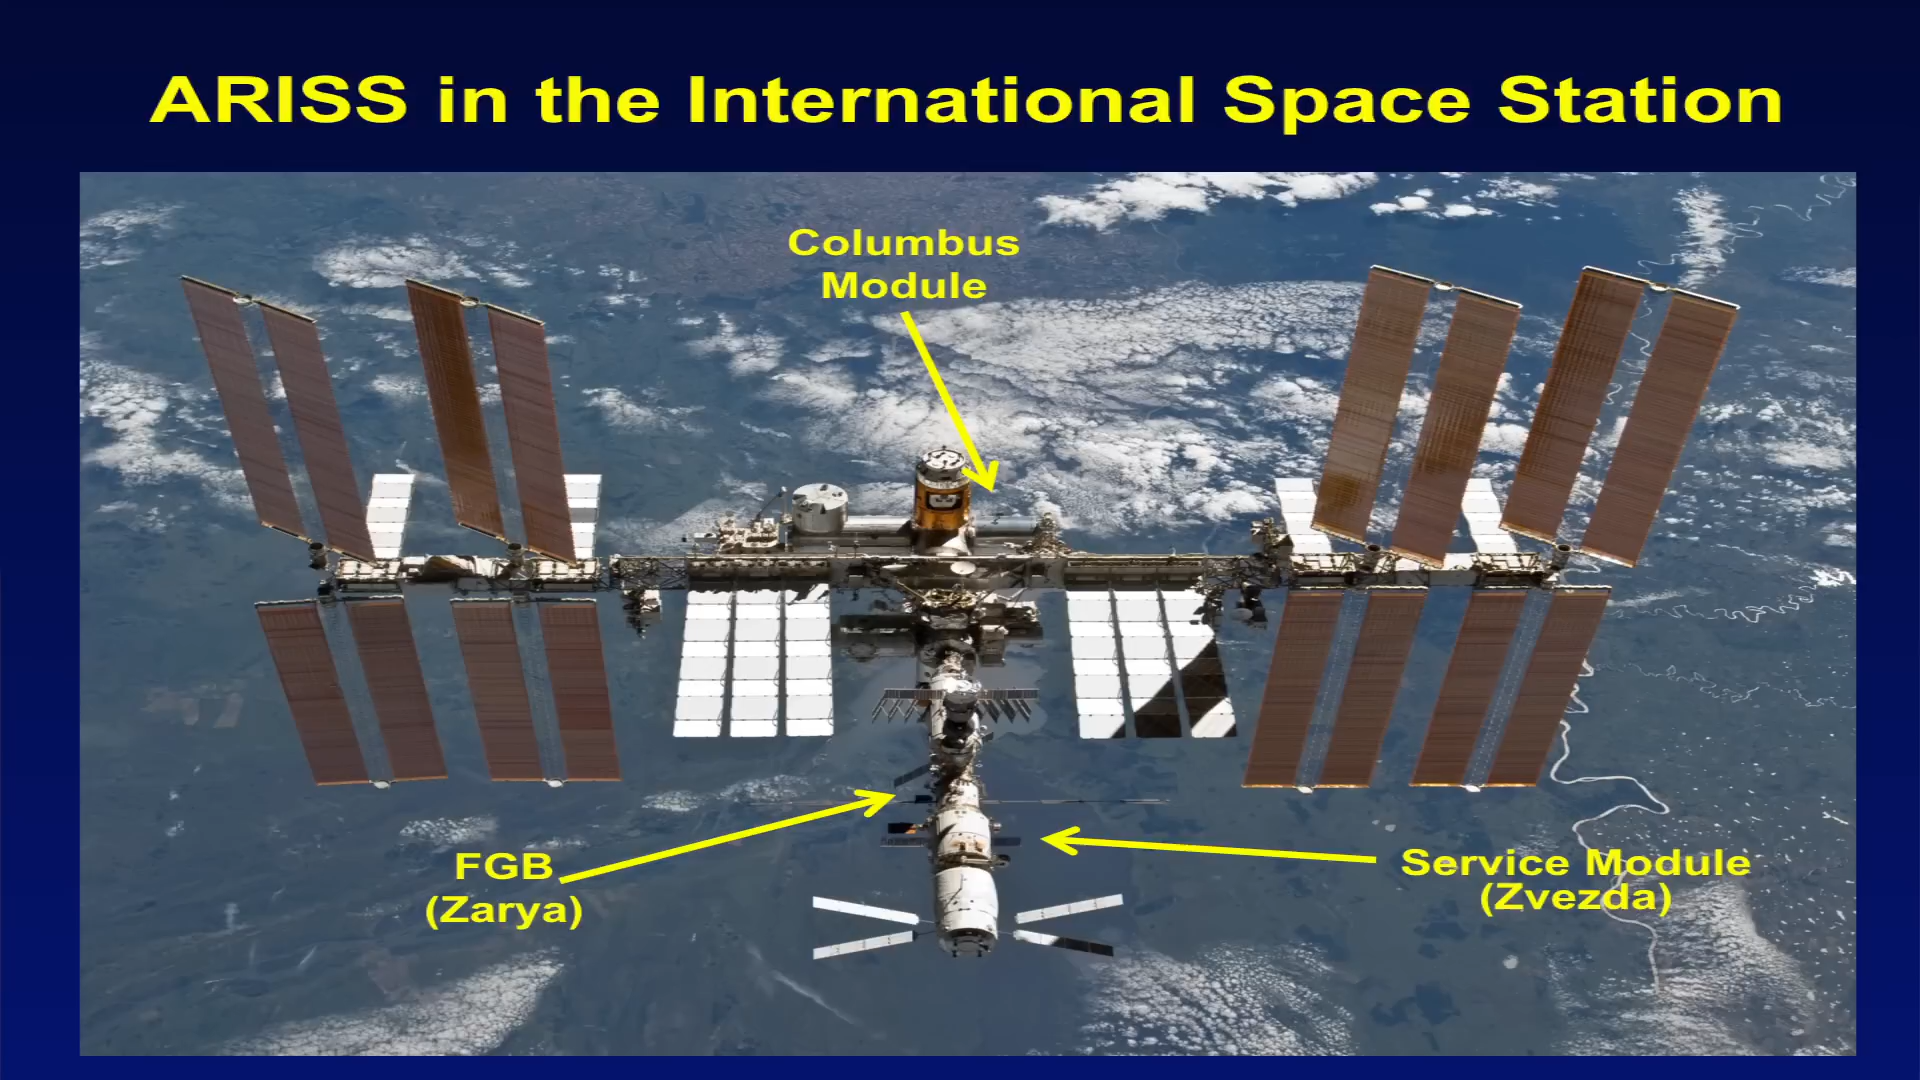 ARISS in the International Space Station
Columbus
Module
FGB
(Zarya)
Service Module
(Zvezda)